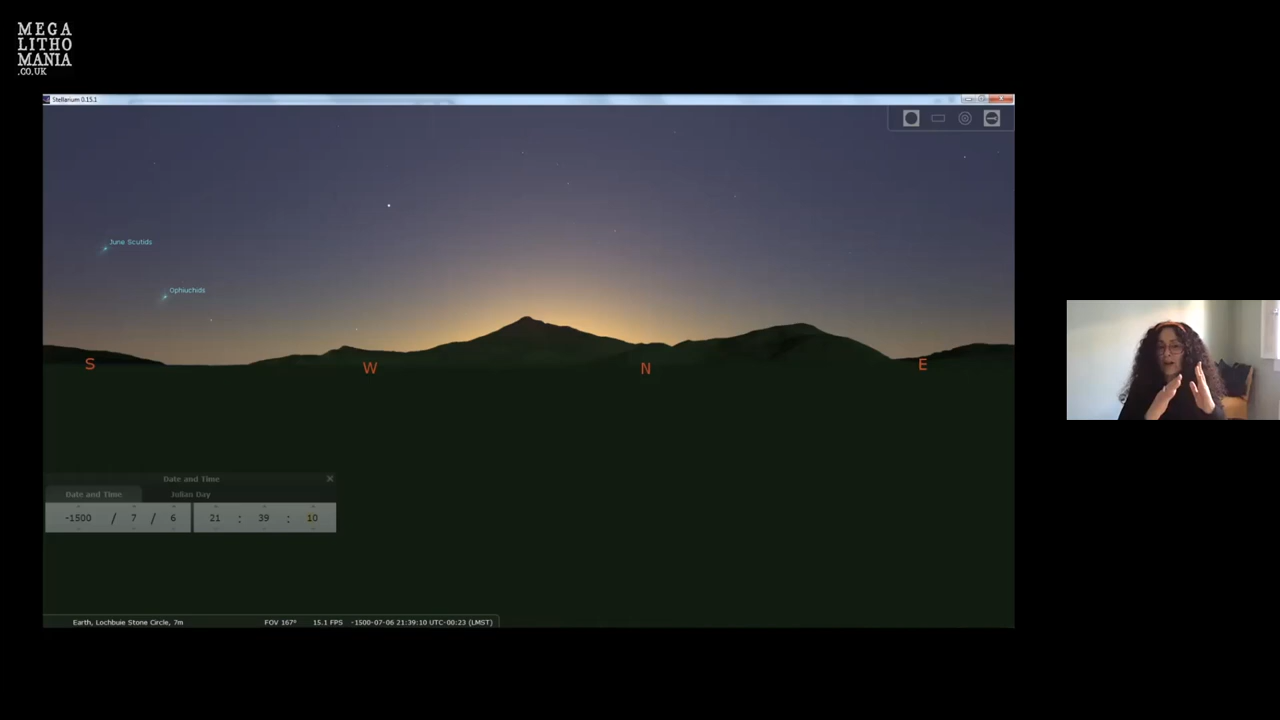 MEGA
LITHO
MANIA
.CO.UK
Stellarium 0.15.1
June Scutids
Ophiuchids
S
W
N
E
Date and Time
Date and Time Julian Day
-1500 / 7 / 6 21 : 39 : 10
Earth, Lochbuie Stone Circle, 7m FOV 167° 15.1 FPS -1500-07-06 21:39:10 UTC-00:23 (LMST)